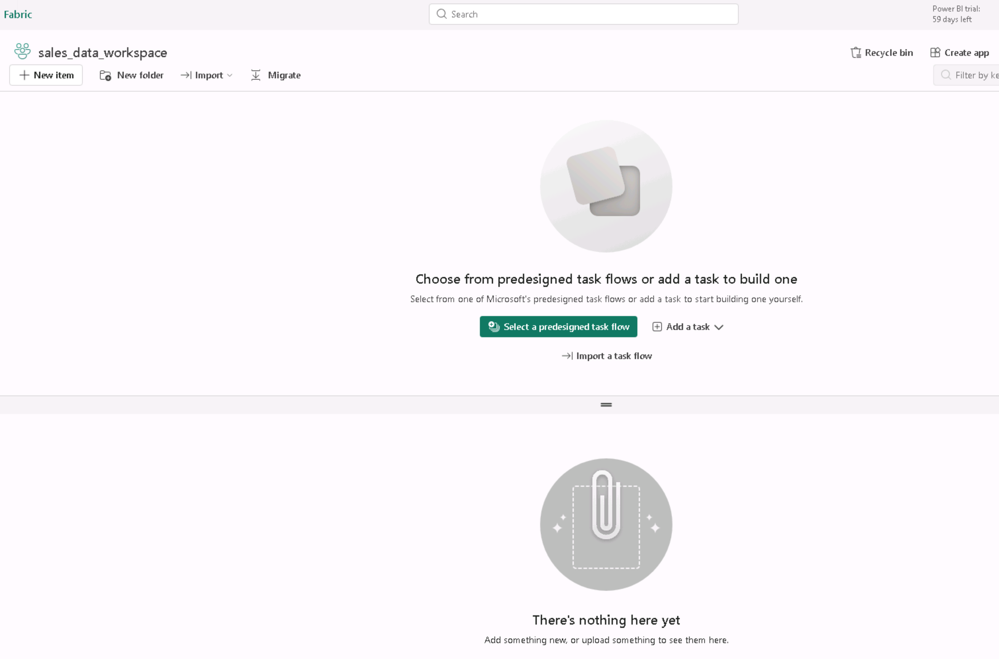 Fabric
Search
Power BI trial:
59 days left
sales_data_workspace
Recycle bin
Create app
New item
New folder
Import
Migrate
Filter by ke
Choose from predesigned task flows or add a task to build one
Select from one of Microsoft's predesigned task flows or add a task to start building one yourself.
Select a predesigned task flow
Add a task
Import a task flow
There's nothing here yet
Add something new, or upload something to see them here.